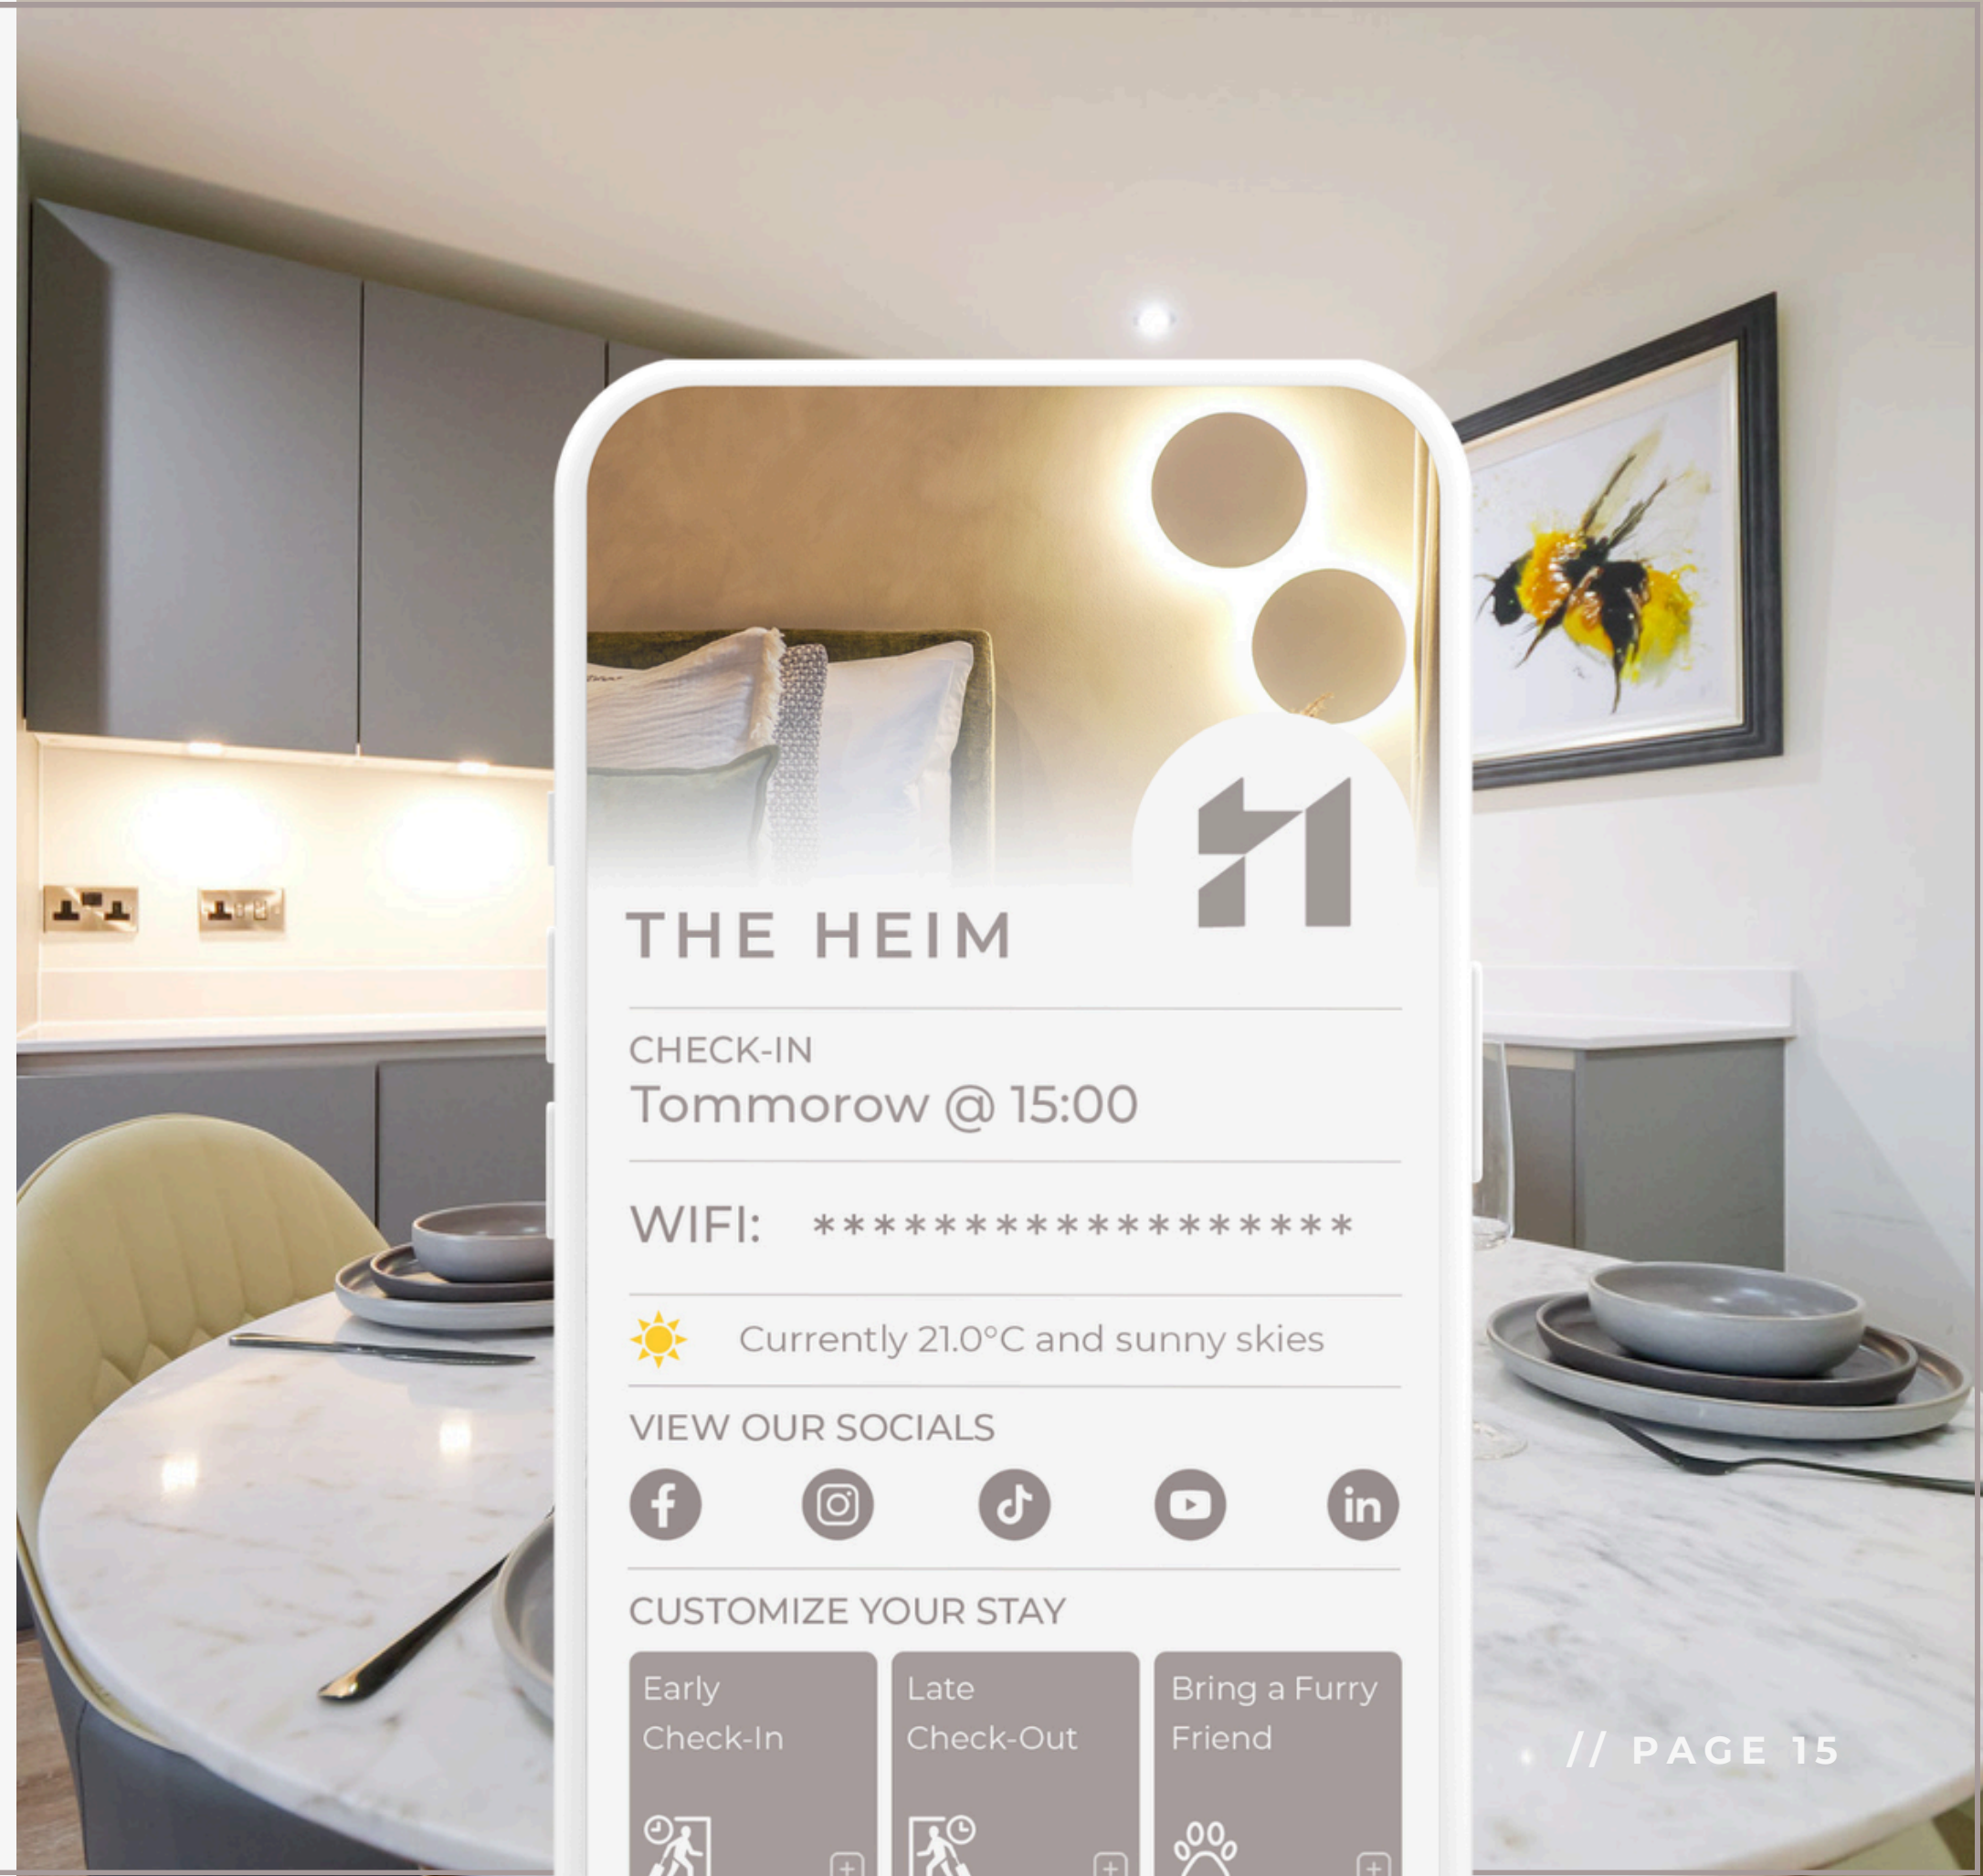 THE HEIM
CHECK-IN
Tommorow @ 15:00
WIFI: ******************
Currently 21.0°C and sunny skies
VIEW OUR SOCIALS
CUSTOMIZE YOUR STAY
Early
Check-In
Late
Check-Out
Bring a Furry
Friend
// PAGE 15